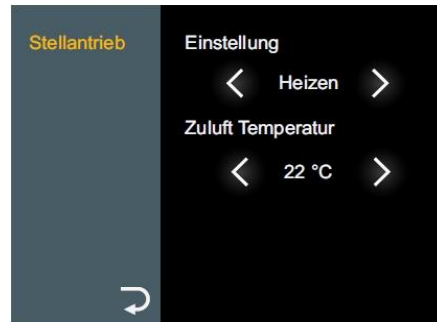 Stellantrieb
Einstellung
Heizen
Zuluft Temperatur
22 °C